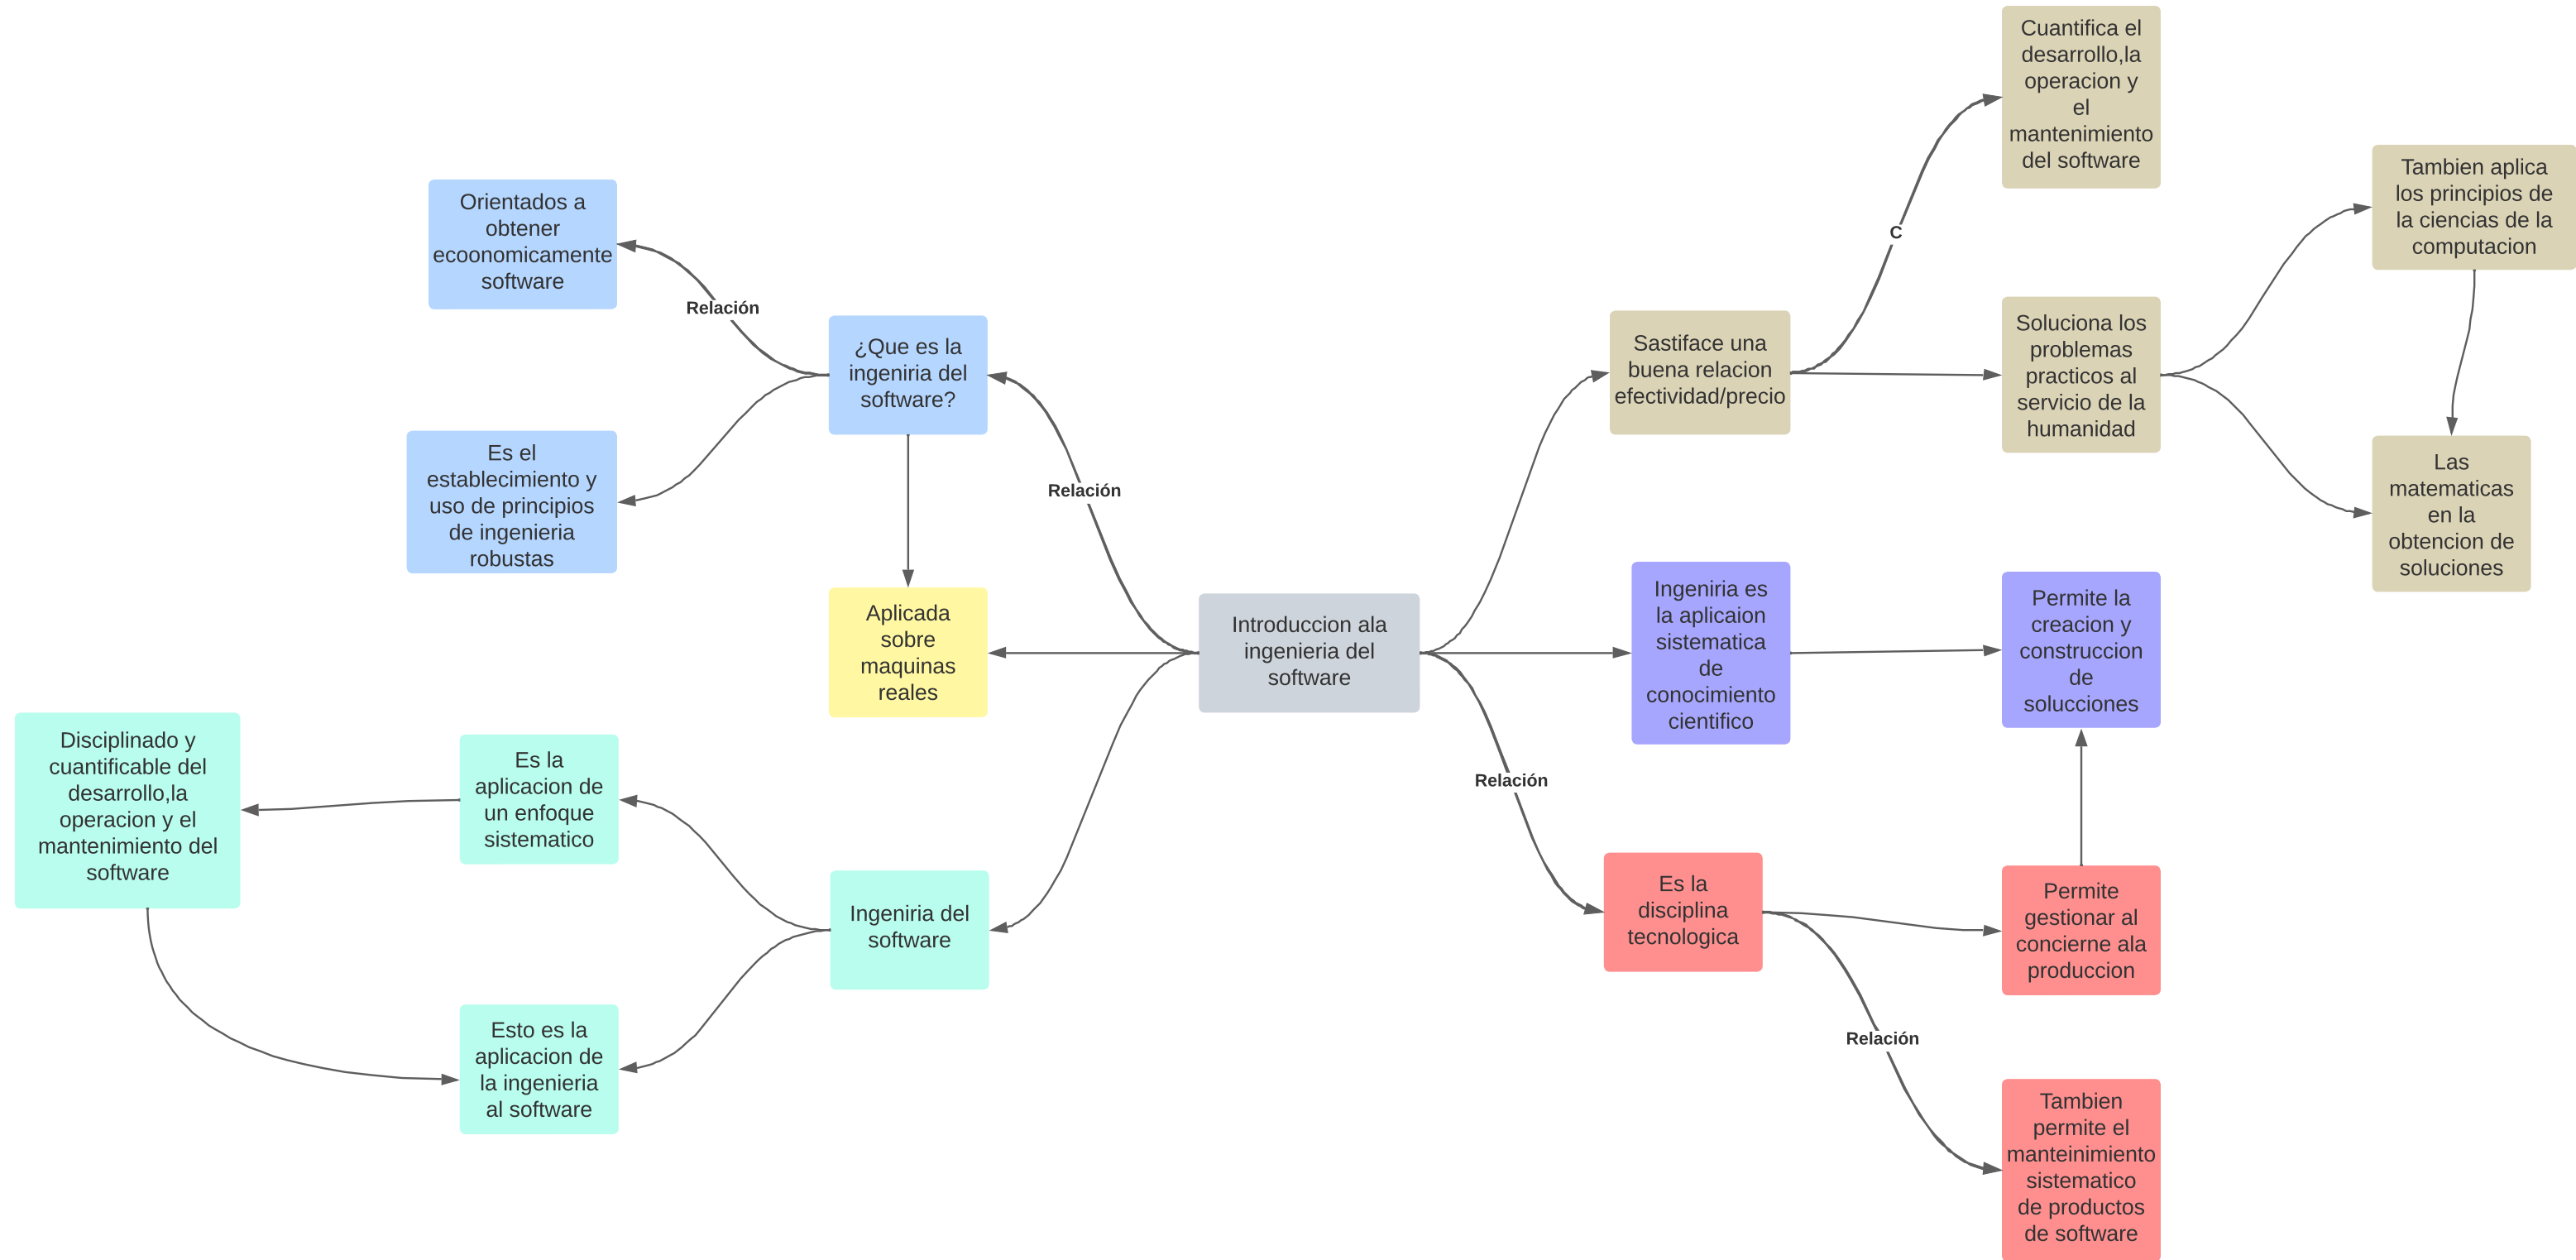 Cuantifica el
desarrollo,la
operacion y
el
mantenimiento
del software
Tambien aplica
los principios de
la ciencias de la
computacion
Orientados a
obtener
ecoonomicamente
software
C
Relación
Soluciona los
problemas
practicos al
servicio de la
humanidad
Sastiface una
buena relacion
efectividad/precio
¿Que es la
ingeniria del
software?
Es el
establecimiento y
uso de principios
de ingenieria
robustas
Las
matematicas
en la
obtencion de
soluciones
Relación
Ingeniria es
la aplicaion
sistematica
de
conocimiento
cientifico
Permite la
creacion y
construccion
de
solucciones
Aplicada
sobre
maquinas
reales
Introduccion ala
ingenieria del
software
Disciplinado y
cuantificable del
desarrollo,la
operacion y el
mantenimiento del
software
Es la
aplicacion de
un enfoque
sistematico
Relación
Es la
disciplina
tecnologica
Permite
gestionar al
concierne ala
produccion
Ingeniria del
software
Esto es la
aplicacion de
la ingenieria
al software
Relación
Tambien
permite el
manteinimiento
sistematico
de productos
de software